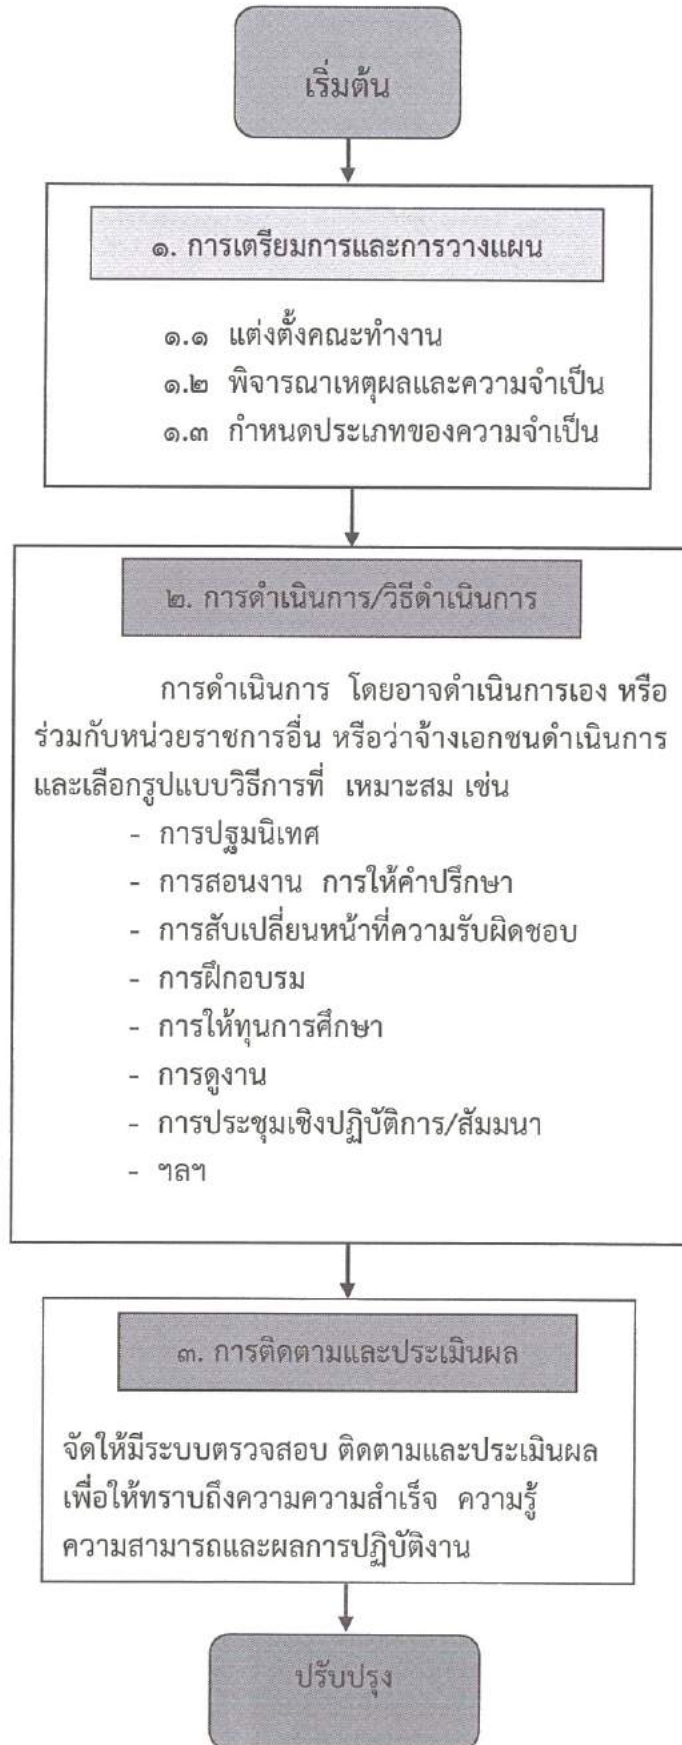 เริ่มต้น
๑. การเตรียมการและการวางแผน
๑.๑ แต่งตั้งคณะทำงาน
๑.๒ พิจารณาเหตุผลและความจำเป็น
๑.๓ กำหนดประเภทของความจำเป็น
๒. การดำเนินการ/วิธีดำเนินการ
การดำเนินการ โดยอาจดำเนินการเอง หรือ
ร่วมกับหน่วยราชการอื่น หรือว่าจ้างเอกชนดำเนินการ
และเลือกรูปแบบวิธีการที่ เหมาะสม เช่น
- การปฐมนิเทศ
- การสอนงาน การให้คำปรึกษา
- การสับเปลี่ยนหน้าที่ความรับผิดชอบ
- การฝึกอบรม
- การให้ทุนการศึกษา
- การดูงาน
- การประชุมเชิงปฏิบัติการ/สัมมนา
- ฯลฯ
๓. การติดตามและประเมินผล
จัดให้มีระบบตรวจสอบ ติดตามและประเมินผล
เพื่อให้ทราบถึงความความสำเร็จ ความรู้
ความสามารถและผลการปฏิบัติงาน
ปรับปรุง